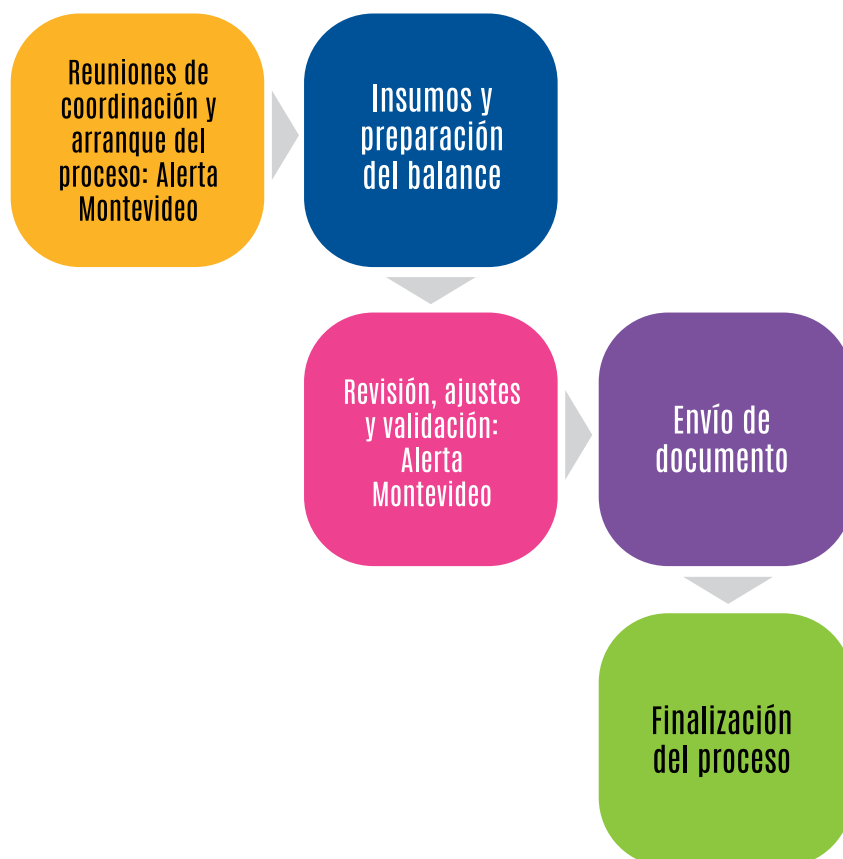 Reuniones de
coordinación y
arranque del
proceso: Alerta
Montevideo
Insumos y
preparación
del balance
Revisión, ajustes
y validación:
Alerta
Montevideo
Envío de
documento
Finalización
del proceso